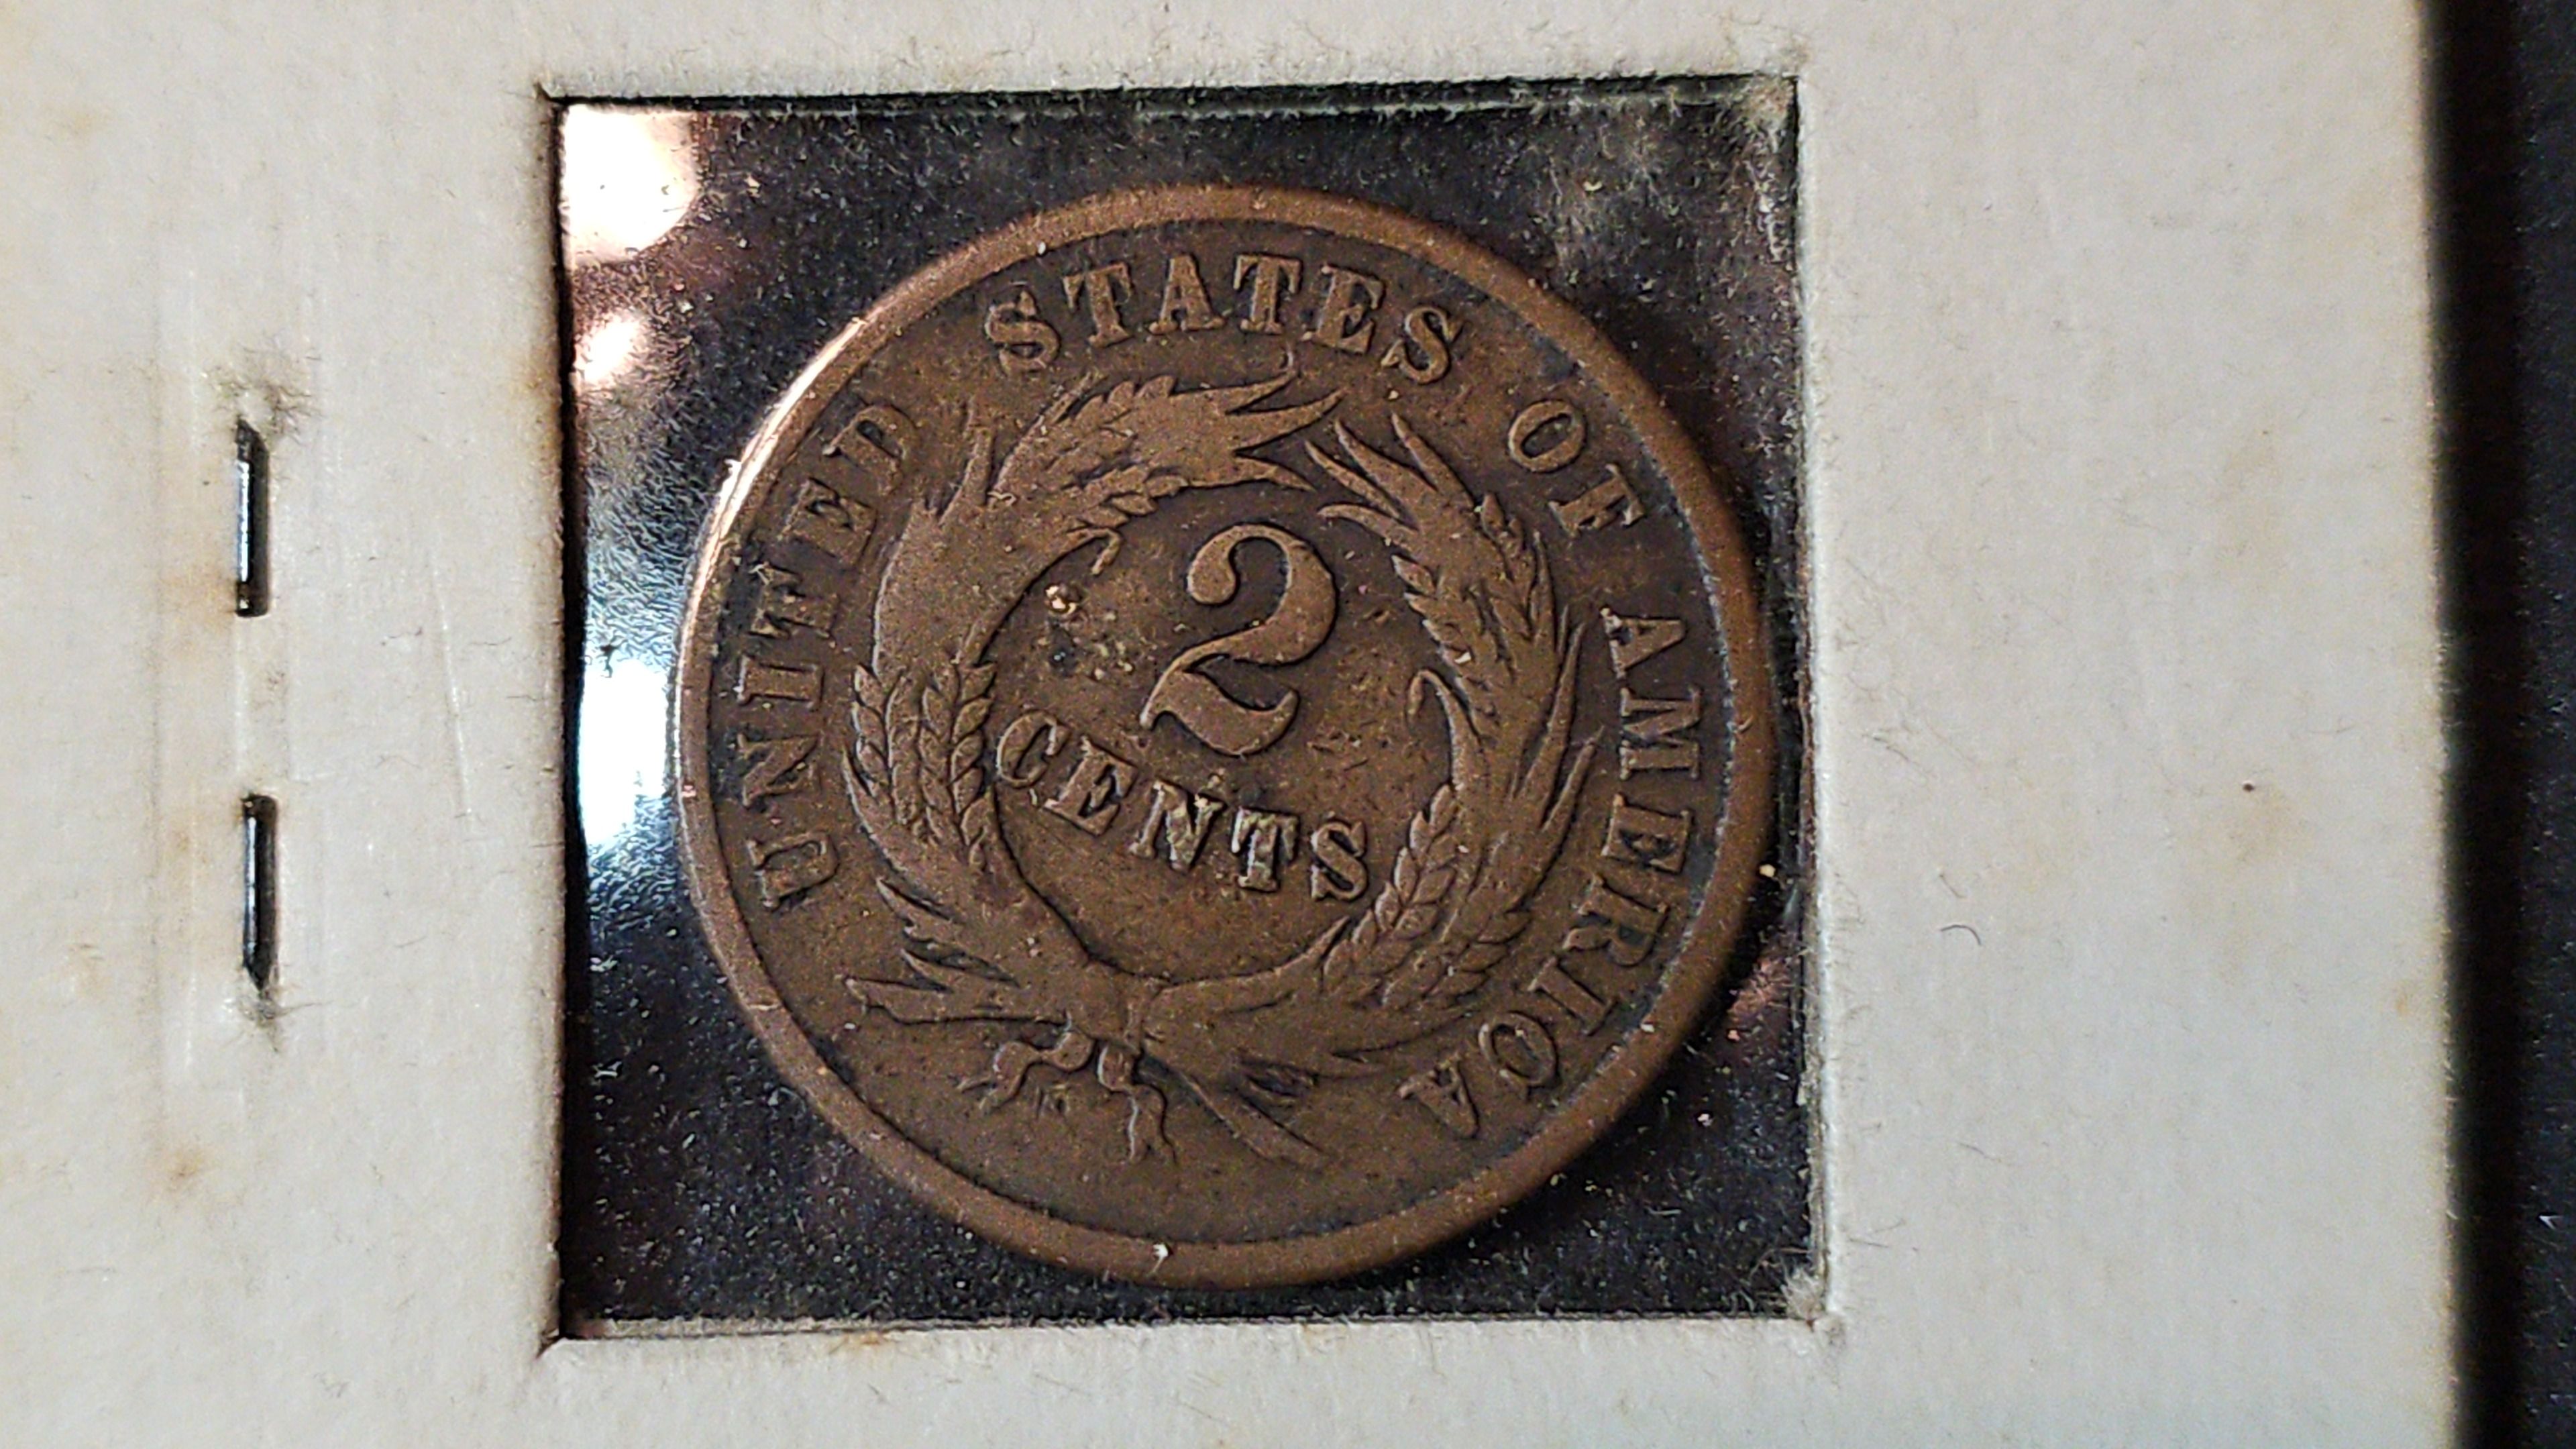 UNITED STATES OF AMERICA
2
CENTS